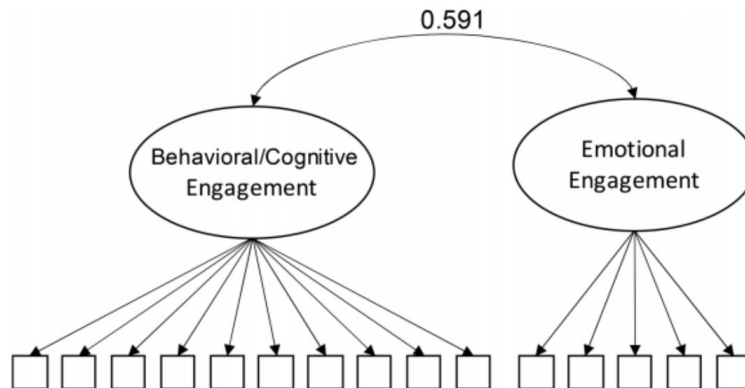 0.591
Behavioral/Cognitive
Engagement
Emotional
Engagement